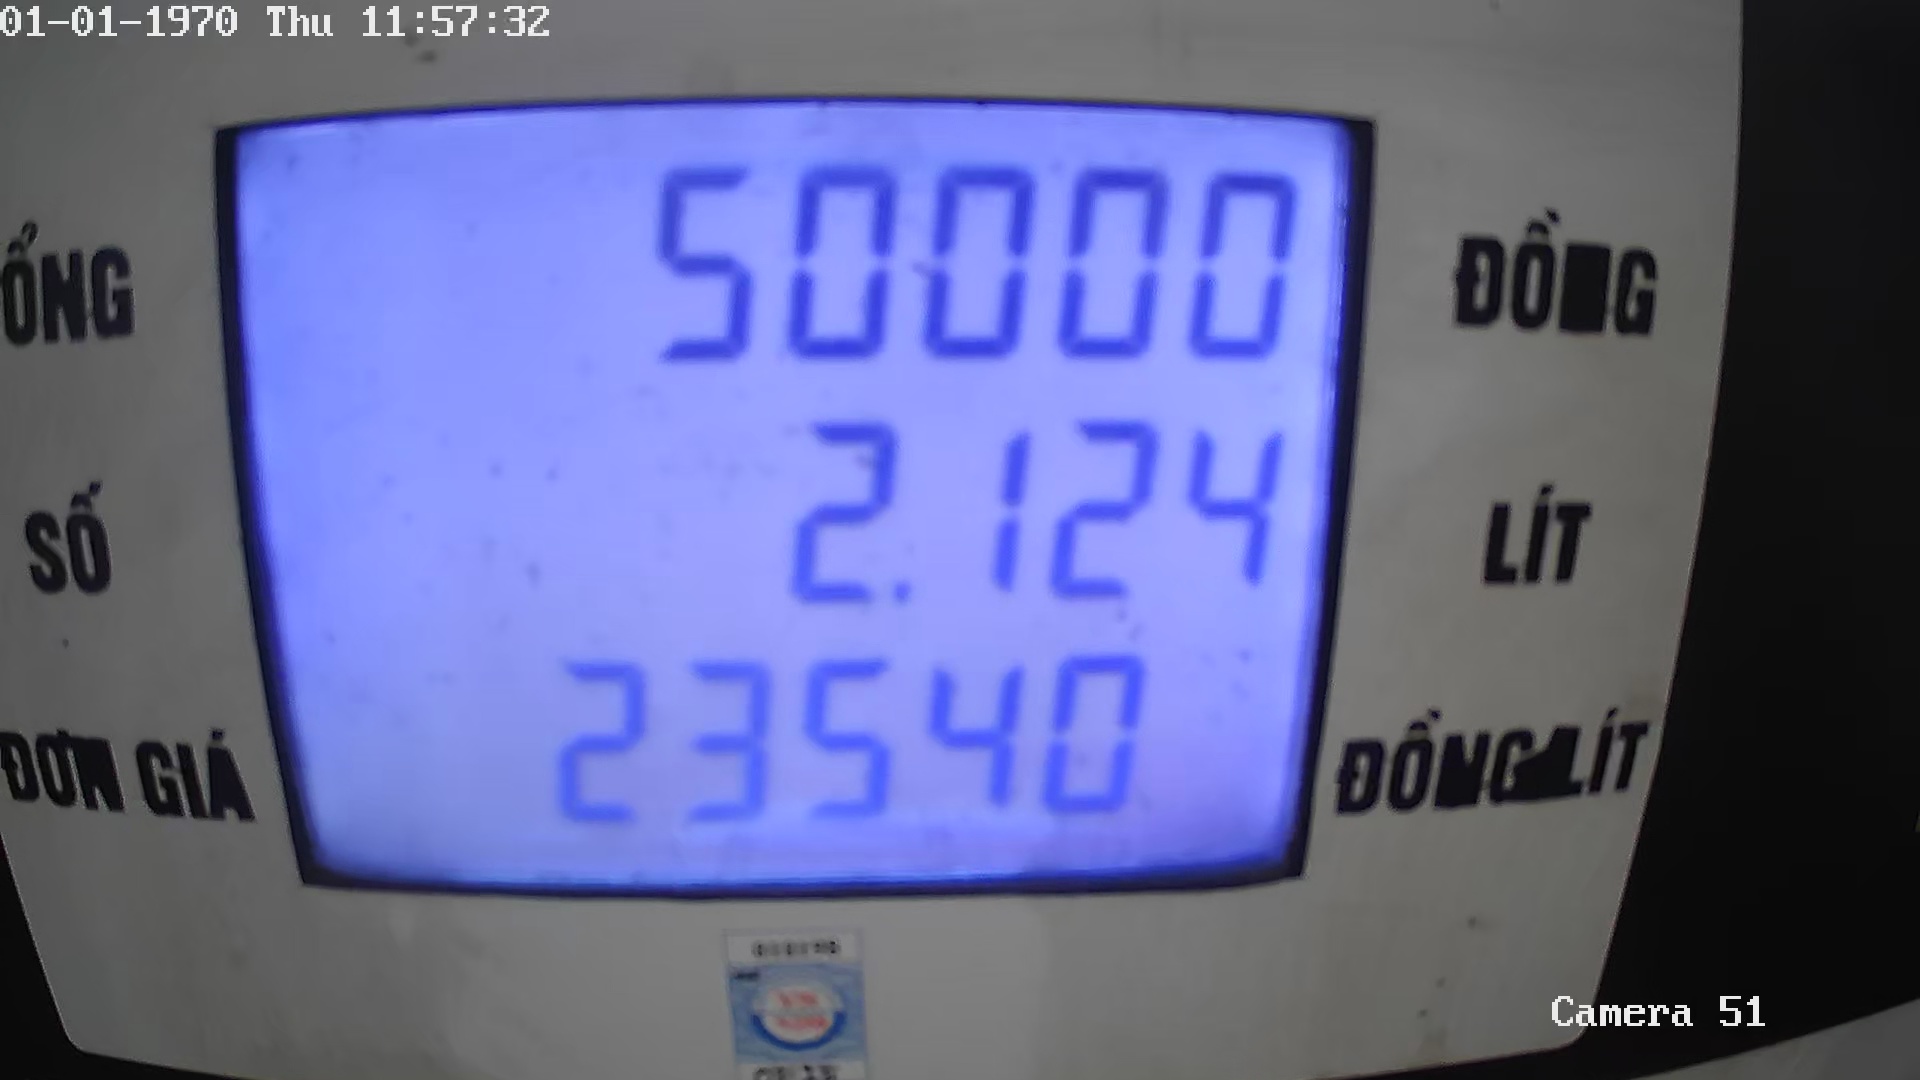 01-01-1970 Thu 11:57:32
50000
ỔNG ĐỒNG
2.124
SỐ LÍT
23540
ĐƠN GIÁ ĐỒNG/LÍT
Camera 51